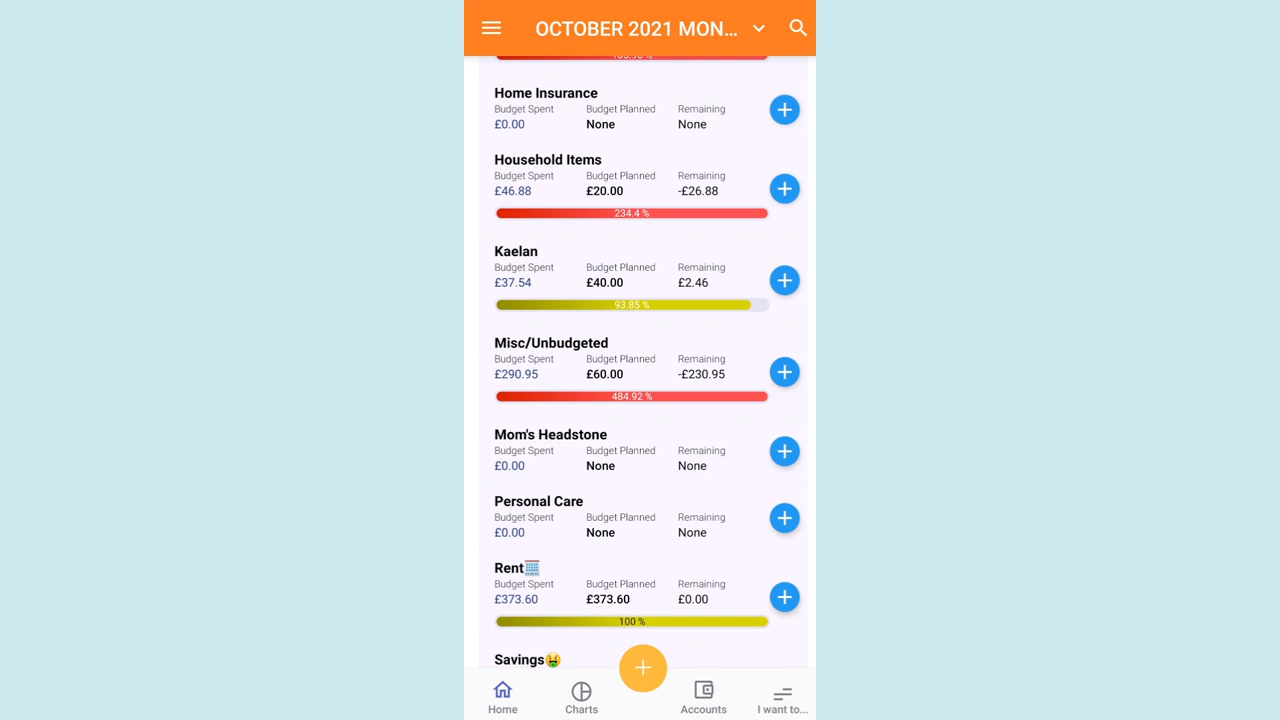 OCTOBER 2021 MON...
Home Insurance
Budget Spent Budget Planned Remaining
£0.00 None None
Household Items
Budget Spent Budget Planned Remaining
£46.88 £20.00 -£26.88
234.4 %
Kaelan
Budget Spent Budget Planned Remaining
£37.54 £40.00 £2.46
93.85 %
Misc/Unbudgeted
Budget Spent Budget Planned Remaining
£290.95 £60.00 -£230.95
484.92 %
Mom's Headstone
Budget Spent Budget Planned Remaining
£0.00 None None
Personal Care
Budget Spent Budget Planned Remaining
£0.00 None None
Rent
Budget Spent Budget Planned Remaining
£373.60 £373.60 £0.00
100 %
Savings
Home Charts Accounts I want to...